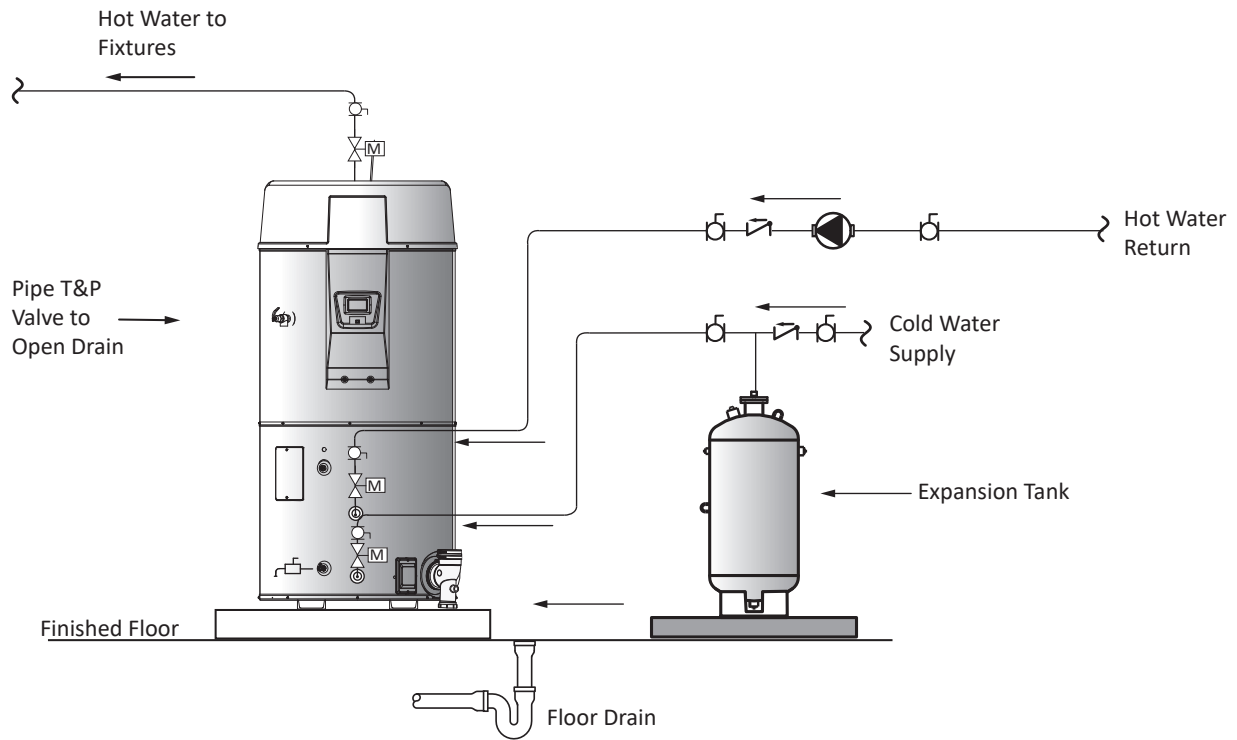 Hot Water to
Fixtures
M
Hot Water
Return
Pipe T&P
Valve to
Open Drain
Cold Water
Supply
M
Expansion Tank
M
Finished Floor
Floor Drain